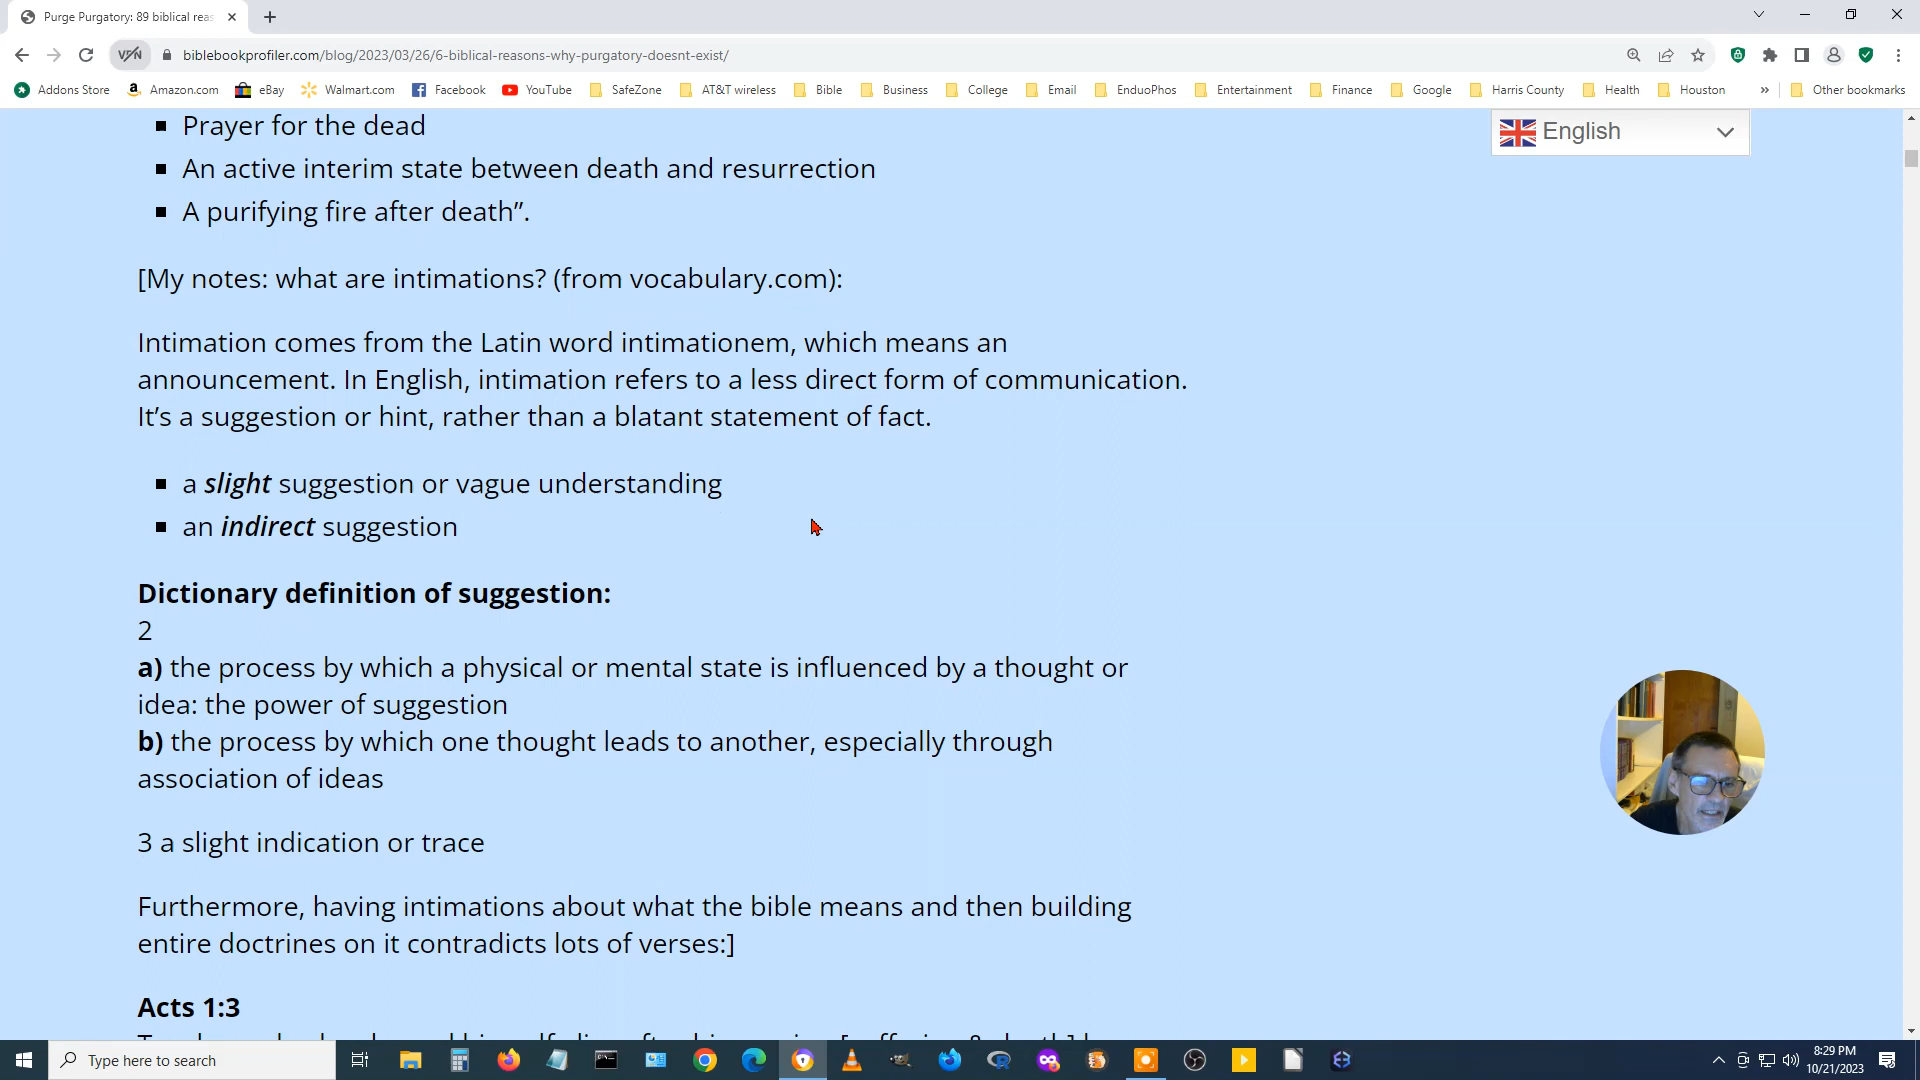 Purge Purgatory: 89 biblical reas
biblebookprofiler.com/blog/2023/03/26/6-biblical-reasons-why-purgatory-doesnt-exist/
Addons Store Amazon.com eBay Walmart.com Facebook YouTube SafeZone AT&T wireless Bible Business College Email EnduoPhos Entertainment Finance Google Harris County Health Houston » Other bookmarks
English
Prayer for the dead
An active interim state between death and resurrection
A purifying fire after death”.
[My notes: what are intimations? (from vocabulary.com):
Intimation comes from the Latin word intimationem, which means an
announcement. In English, intimation refers to a less direct form of communication.
It’s a suggestion or hint, rather than a blatant statement of fact.
a slight suggestion or vague understanding
an indirect suggestion
Dictionary definition of suggestion:
2
a) the process by which a physical or mental state is influenced by a thought or
idea: the power of suggestion
b) the process by which one thought leads to another, especially through
association of ideas
3 a slight indication or trace
Furthermore, having intimations about what the bible means and then building
entire doctrines on it contradicts lots of verses:]
Acts 1:3
Type here to search
8:29 PM
10/21/2023